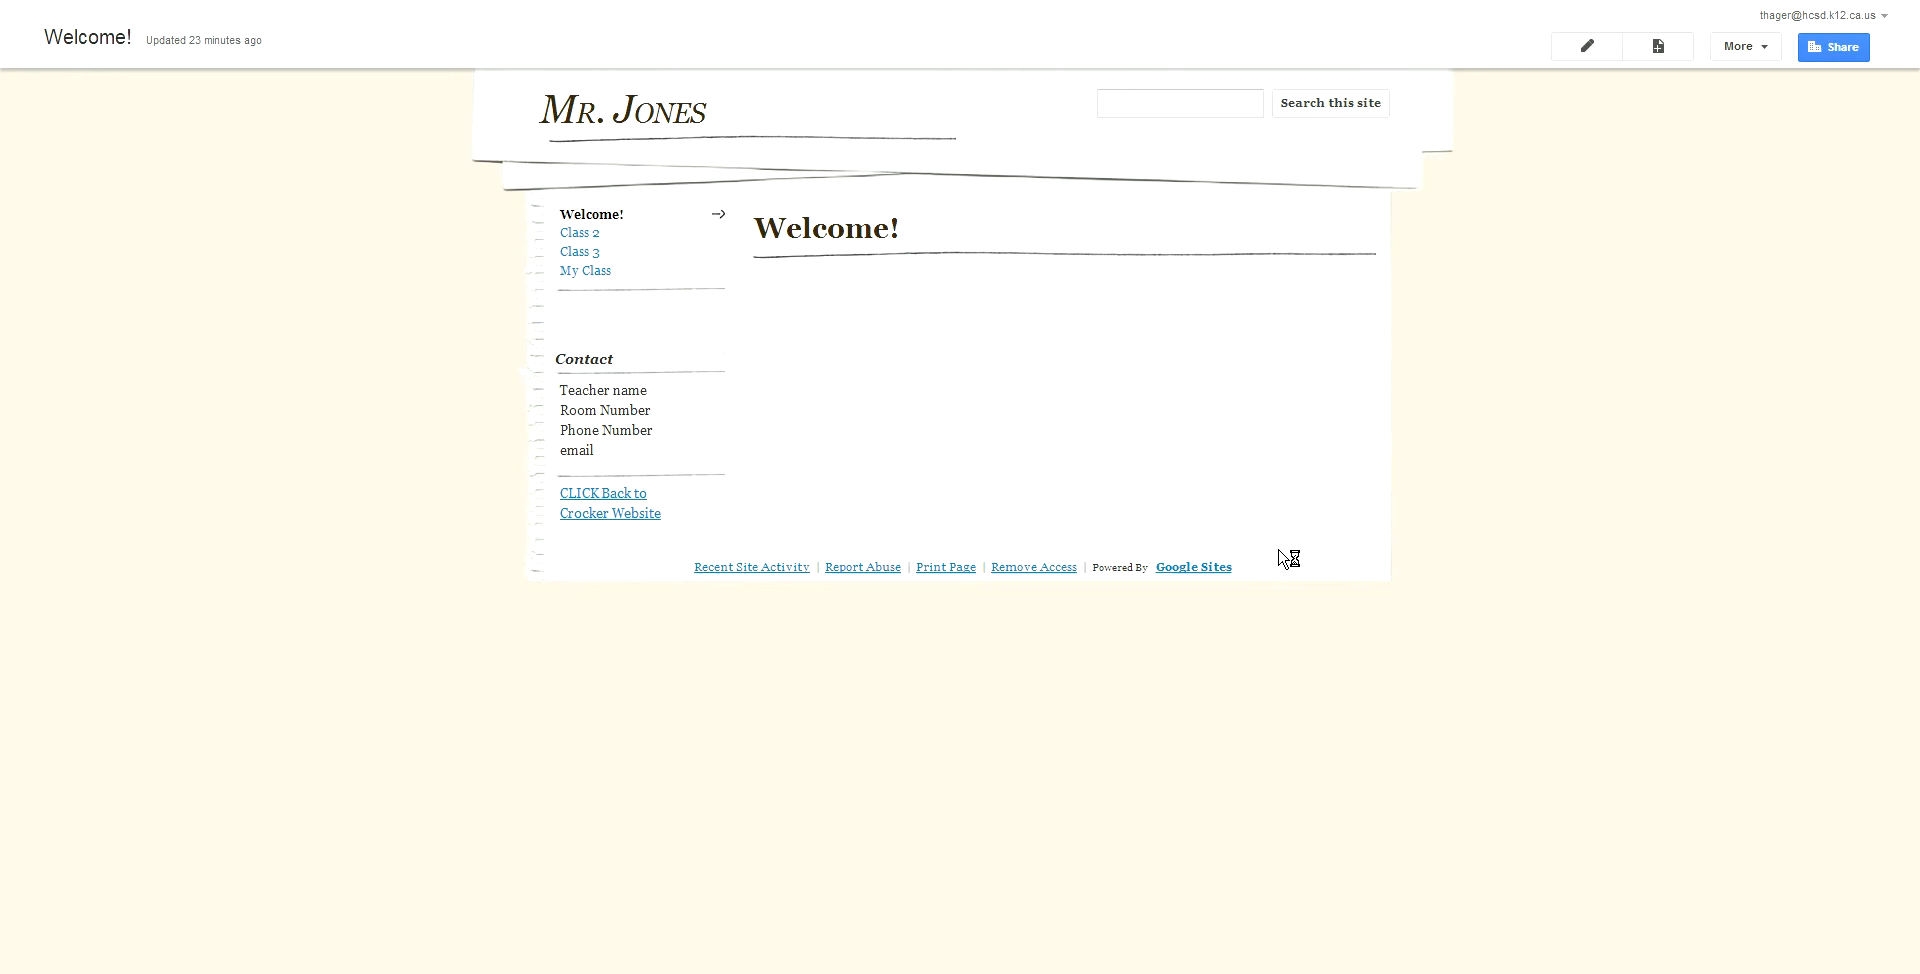 thager@hcsd.k12.ca.us
Welcome! Updated 23 minutes ago
More
Share
Mr. Jones
Search this site
Welcome!
Class 2
Class 3
My Class
Welcome!
Contact
Teacher name
Room Number
Phone Number
email
CLICK Back to
Crocker Website
Recent Site Activity | Report Abuse | Print Page | Remove Access | Powered By Google Sites